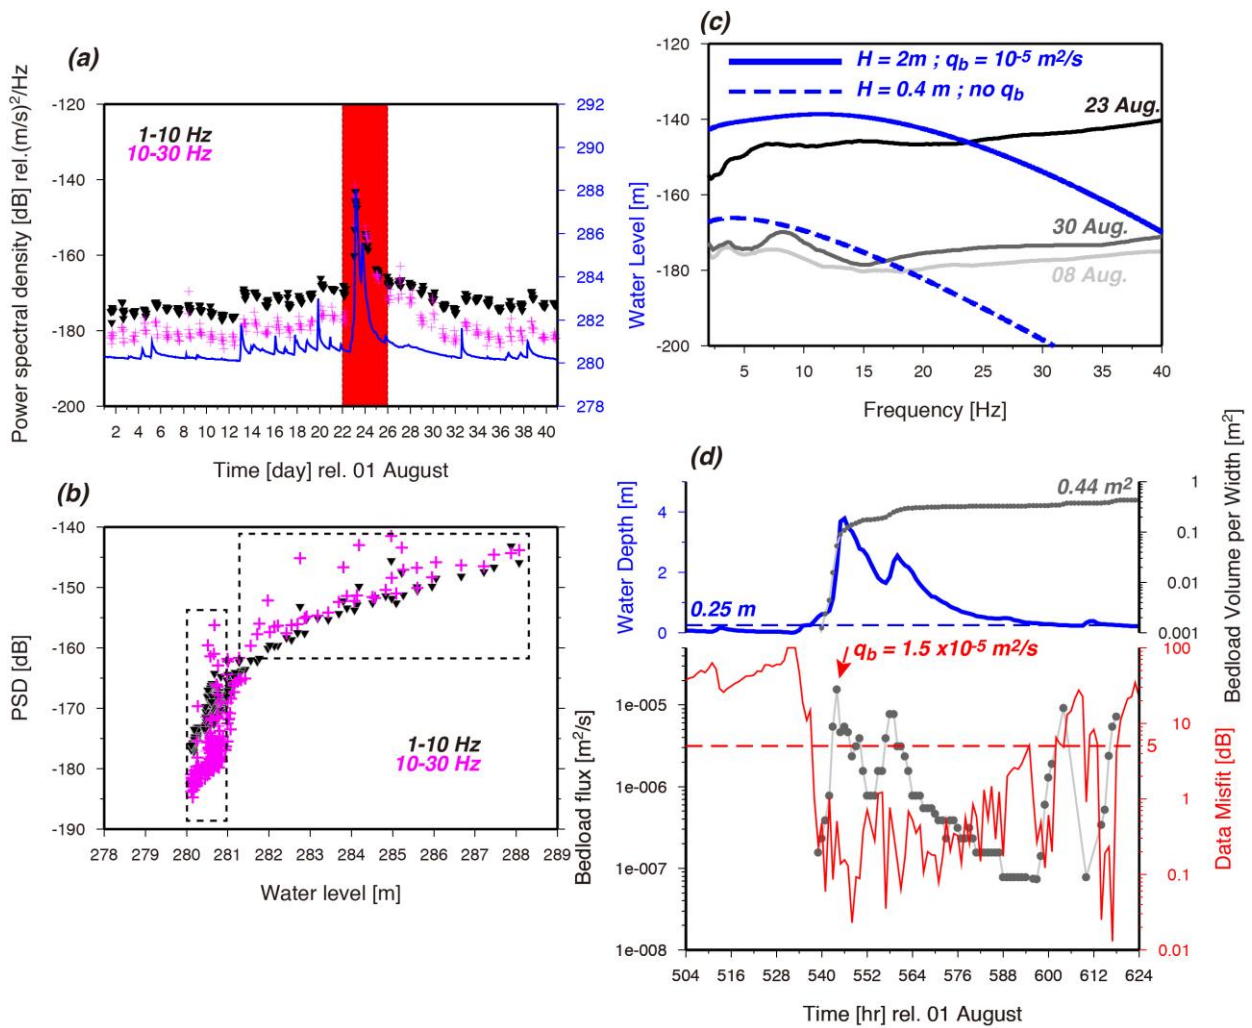 (a)
Power spectral density [dB] rel.(m/s)²/Hz
-120
-140
-160
-180
-200
1-10 Hz
10-30 Hz
292
290
288
286
284
282
280
278
Water Level [m]
2 4 6 8 10 12 14 16 18 20 22 24 26 28 30 32 34 36 38 40
Time [day] rel. 01 August
(b)
PSD [dB]
-140
-150
-160
-170
-180
-190
1-10 Hz
10-30 Hz
278 279 280 281 282 283 284 285 286 287 288 289
Water level [m]
(c)
-120
-140
-160
-180
-200
H = 2m ; q_b = 10⁻⁵ m²/s
H = 0.4 m ; no q_b
23 Aug.
30 Aug.
08 Aug.
5 10 15 20 25 30 35 40
Frequency [Hz]
(d)
Water Depth [m]
4
2
0
0.44 m²
0.25 m
1
0.1
0.01
0.001
Bedload Volume per Width [m²]
q_b = 1.5 x10⁻⁵ m²/s
Bedload flux [m²/s]
1e-005
1e-006
1e-007
1e-008
100
10
5
1
0.1
0.01
Data Misfit [dB]
504 516 528 540 552 564 576 588 600 612 624
Time [hr] rel. 01 August